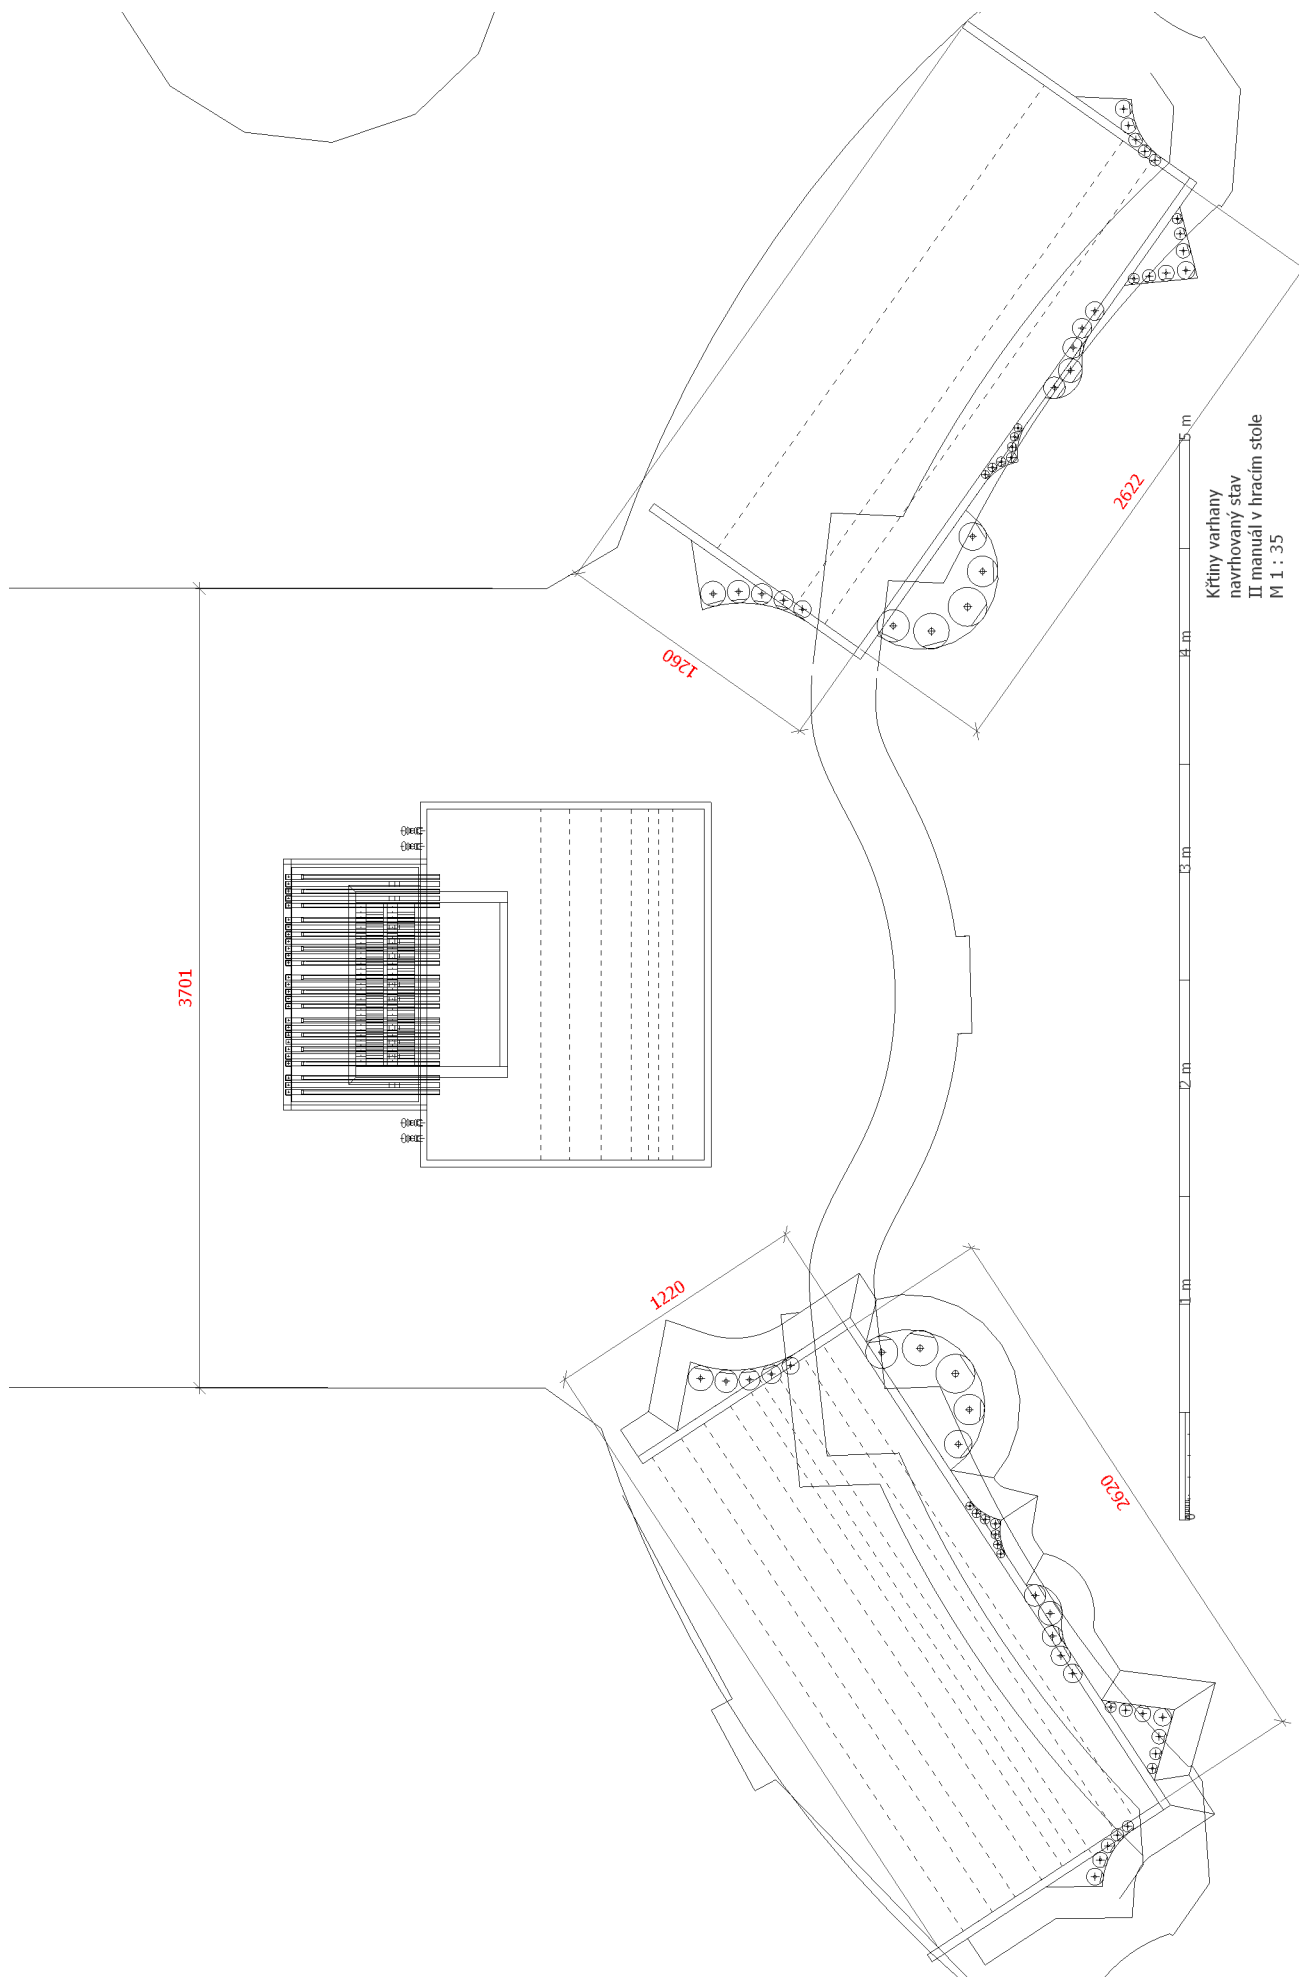 Křtiny varhany
navrhovaný stav
II manuál v hracím stole
M 1 : 35
3701
1260
2622
1220
2620
1 m
2 m
3 m
4 m
5 m